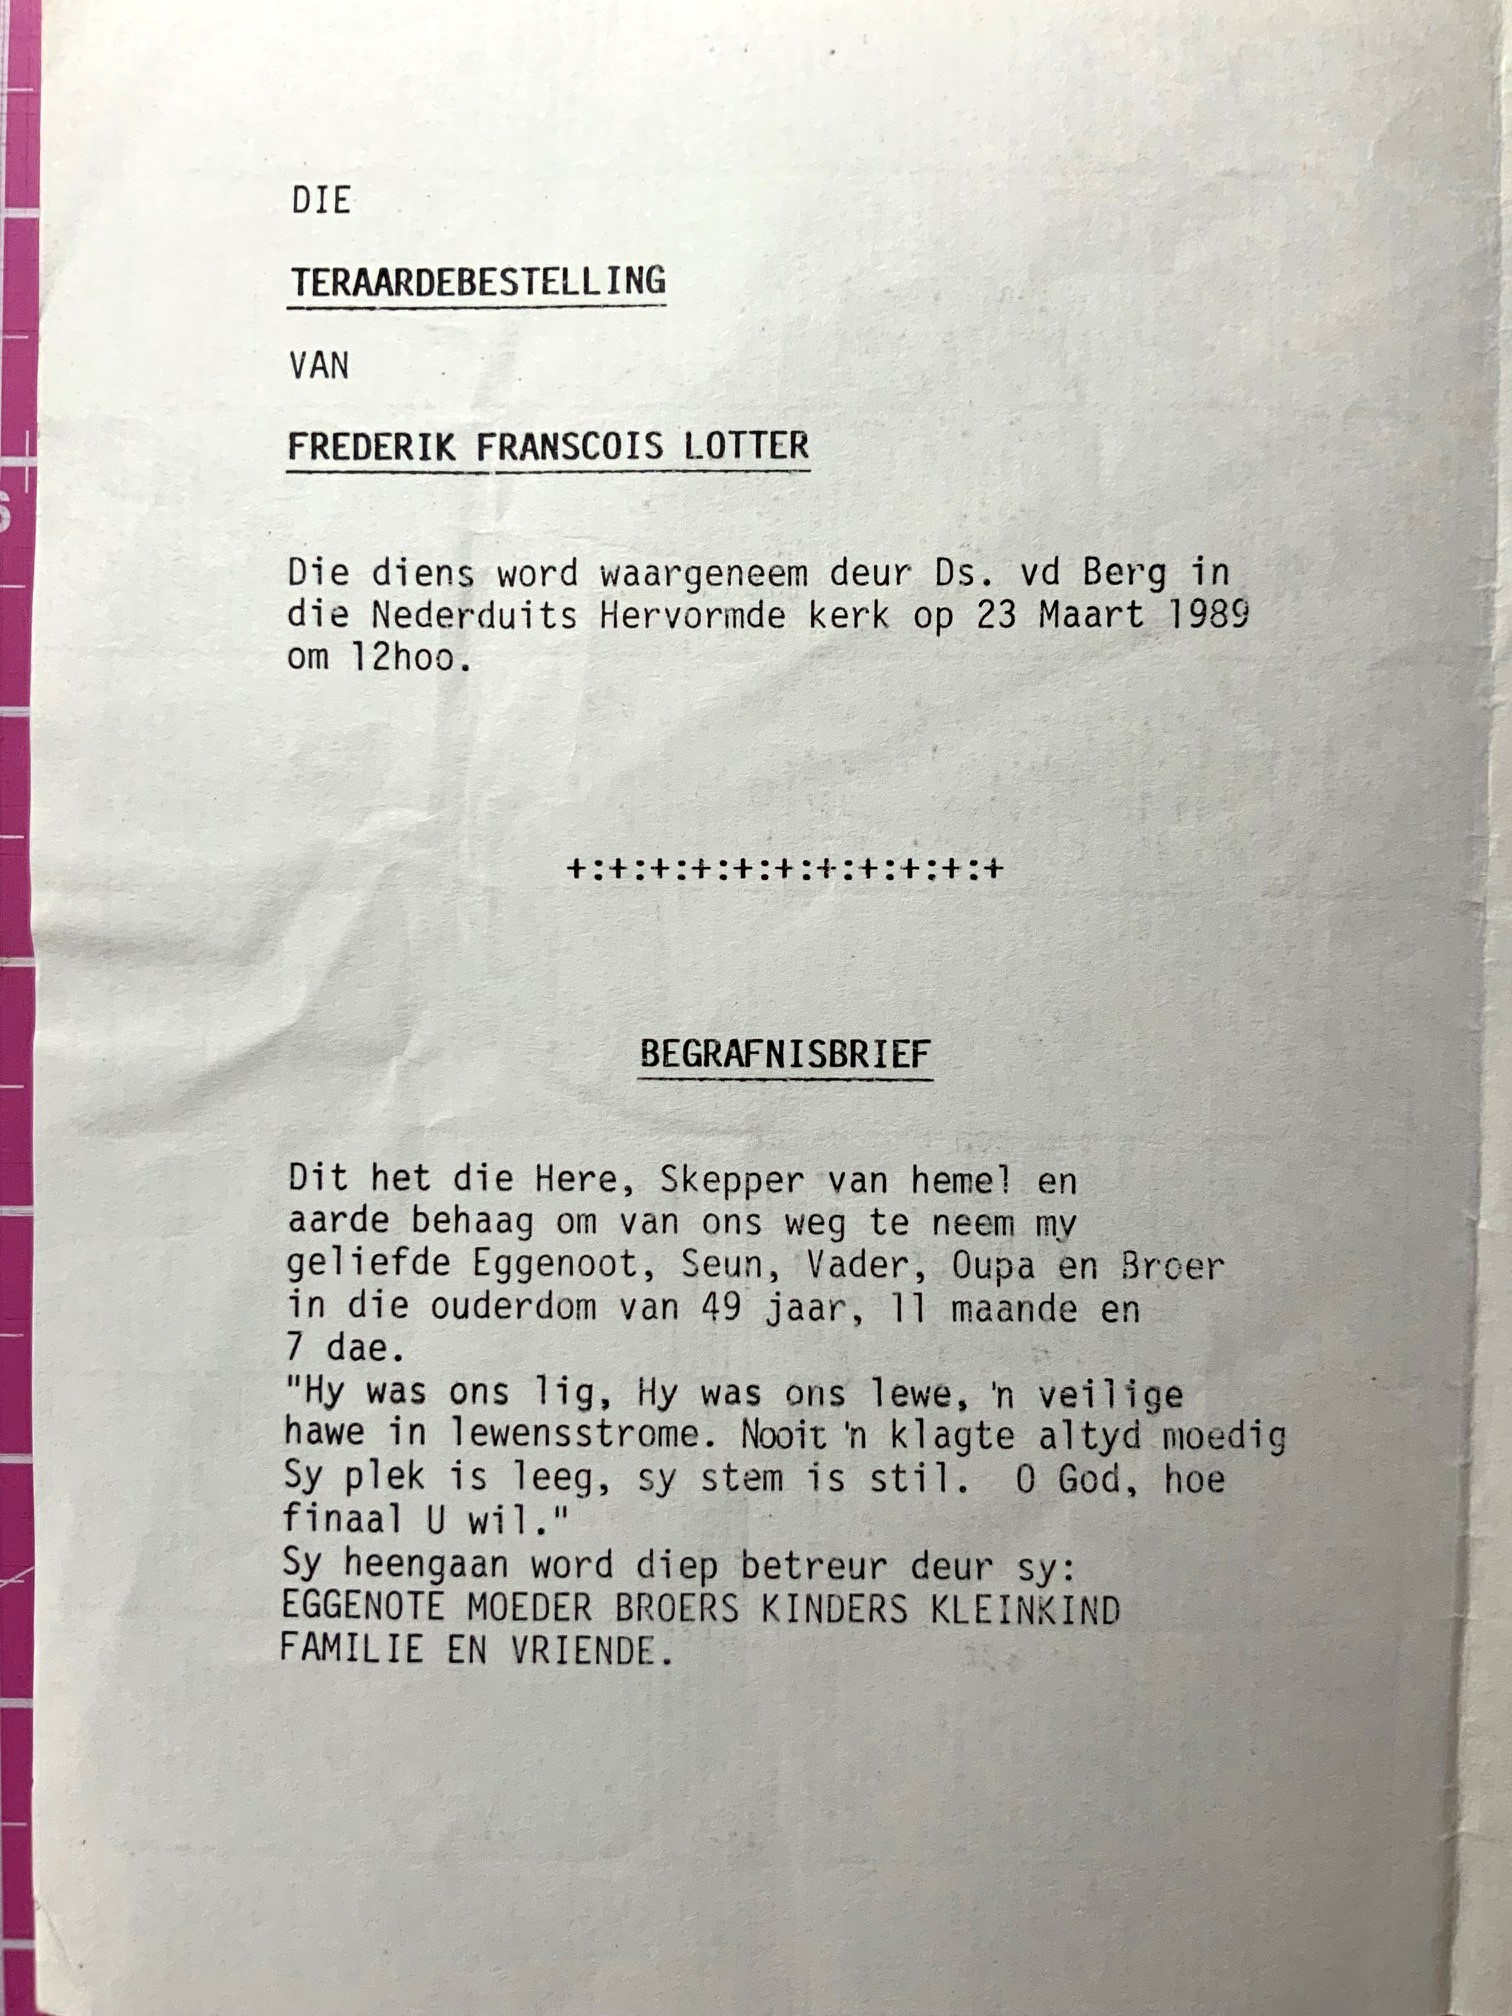 DIE
TERAARDEBESTELLING
VAN
FREDERIK FRANSCOIS LOTTER
Die diens word waargeneem deur Ds. vd Berg in
die Nederduits Hervormde kerk op 23 Maart 1989
om 12hoo.
+:+:+:+:+:+:+:+:+:+:+
BEGRAFNISBRIEF
Dit het die Here, Skepper van hemel en
aarde behaag om van ons weg te neem my
geliefde Eggenoot, Seun, Vader, Oupa en Broer
in die ouderdom van 49 jaar, 11 maande en
7 dae.
"Hy was ons lig, Hy was ons lewe, 'n veilige
hawe in lewensstrome. Nooit 'n klagte altyd moedig
Sy plek is leeg, sy stem is stil. O God, hoe
finaal U wil."
Sy heengaan word diep betreur deur sy:
EGGENOTE MOEDER BROERS KINDERS KLEINKIND
FAMILIE EN VRIENDE.